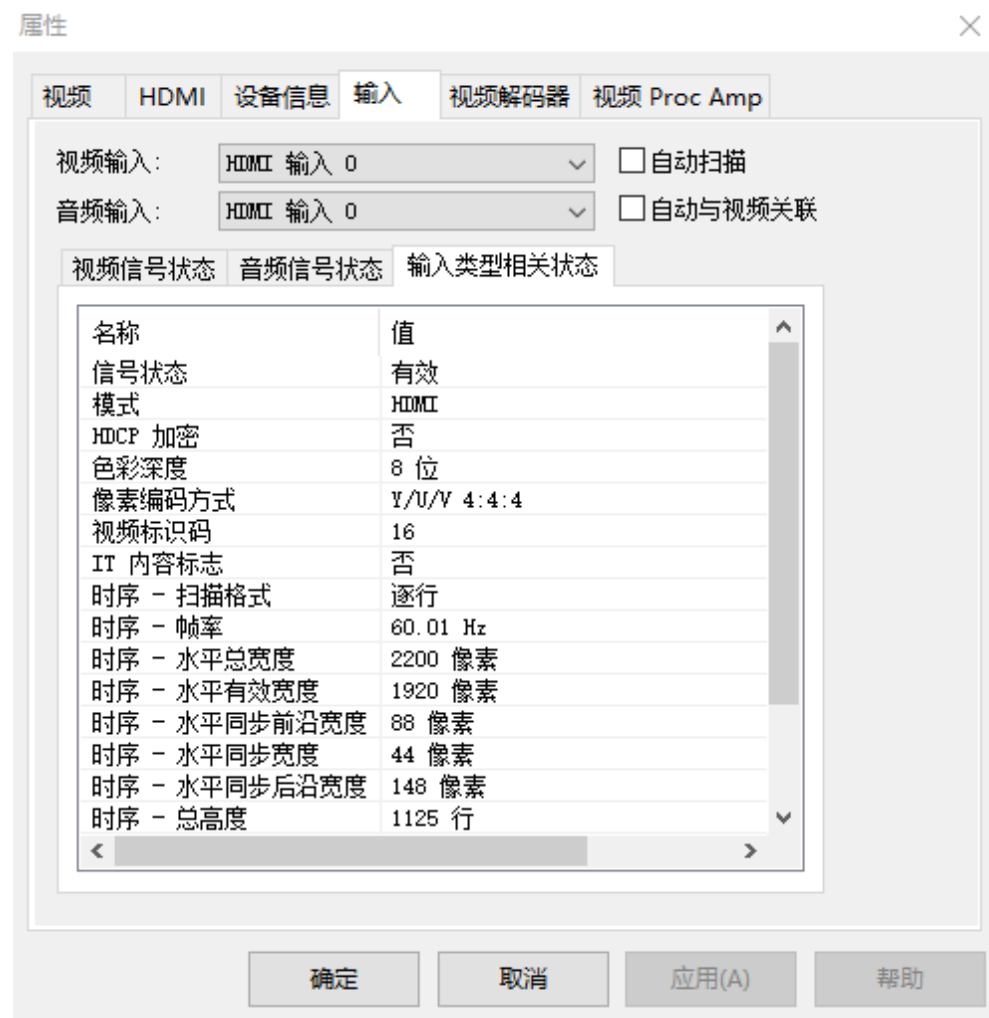 属性
视频 HDMI 设备信息 输入 视频解码器 视频 Proc Amp
视频输入: HDMI 输入 0 自动扫描
音频输入: HDMI 输入 0 自动与视频关联
视频信号状态 音频信号状态 输入类型相关状态
名称 值
信号状态 有效
模式 HDMI
HDCP 加密 否
色彩深度 8 位
像素编码方式 Y/U/V 4:4:4
视频标识码 16
IT 内容标志 否
时序 - 扫描格式 逐行
时序 - 帧率 60.01 Hz
时序 - 水平总宽度 2200 像素
时序 - 水平有效宽度 1920 像素
时序 - 水平同步前沿宽度 88 像素
时序 - 水平同步宽度 44 像素
时序 - 水平同步后沿宽度 148 像素
时序 - 总高度 1125 行
确定 取消 应用(A) 帮助